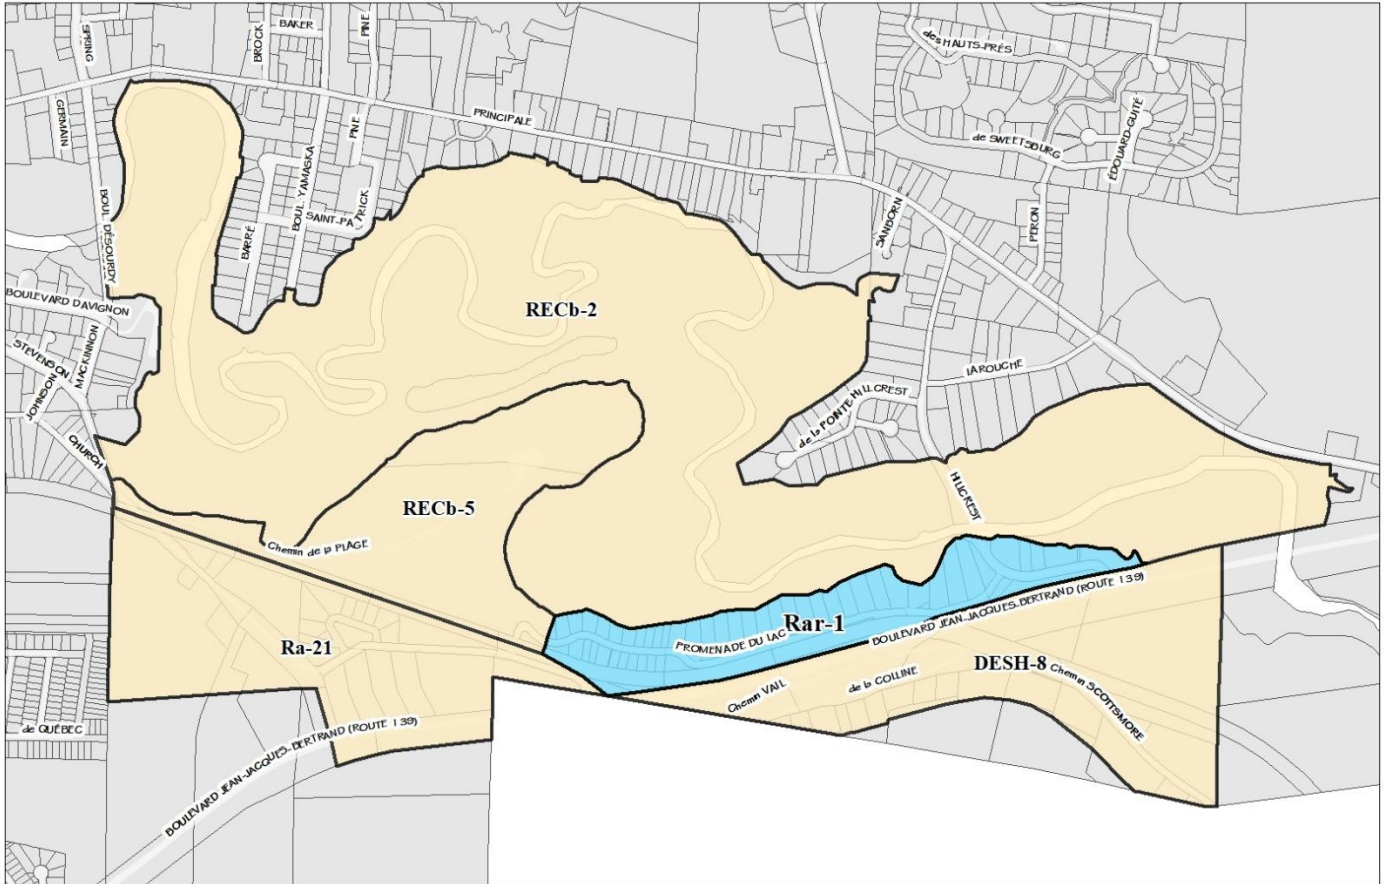 SPRING
BROCK
BAKER
PINE
des HAUTS-PRÉS
GERMAIN
PINE
PRINCIPALE
de SWEETSBURG
ÉDOUARD-GUITÉ
BOUL. DÉSOURDY
BARRÉ
BOUL. YAMASKA
SAINT-PATRICK
SANBORN
PERON
BOULEVARD D'AVIGNON
MACKINNON
STEVENSON
JOHNSON
CHURCH
RECb-2
LAROUCHE
de la POINTE-HILLCREST
HILLCREST
RECb-5
Chemin de la PLAGE
Ra-21
PROMENADE DU LAC
Rar-1
BOULEVARD JEAN-JACQUES-BERTRAND (ROUTE 139)
DESH-8
Chemin VAIL
de la COLLINE
Chemin SCOTTSMORE
de QUÉBEC
BOULEVARD JEAN-JACQUES-BERTRAND (ROUTE 139)